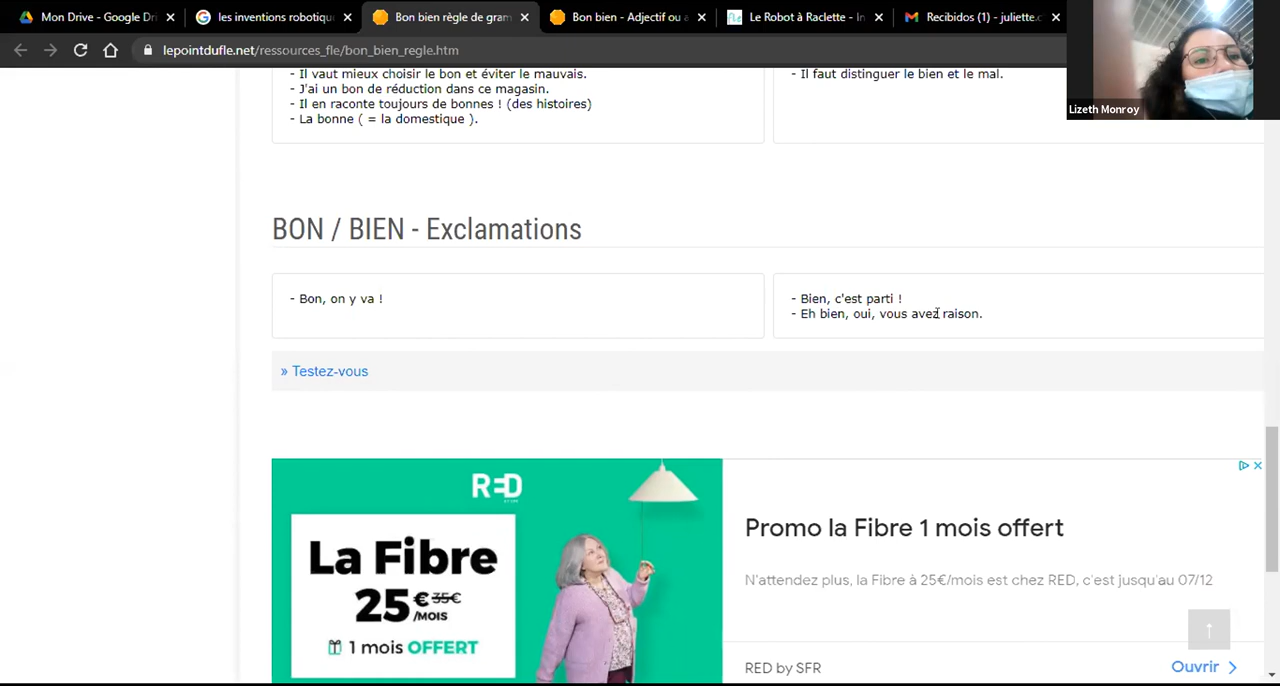 Mon Drive - Google Dri
les inventions robotiqu
Bon bien règle de gram
Bon bien - Adjectif ou a
Le Robot à Raclette - In
Recibidos (1) - juliette.c
lepointdufle.net/ressources_fle/bon_bien_regle.htm
Lizeth Monroy
- Il vaut mieux choisir le bon et éviter le mauvais.
- J'ai un bon de réduction dans ce magasin.
- Il en raconte toujours de bonnes ! (des histoires)
- La bonne ( = la domestique ).
- Il faut distinguer le bien et le mal.
BON / BIEN - Exclamations
- Bon, on y va !
- Bien, c'est parti !
- Eh bien, oui, vous avez raison.
» Testez-vous
RED
La Fibre
25€ 35€
/MOIS
1 mois OFFERT
Promo la Fibre 1 mois offert
N'attendez plus, la Fibre à 25€/mois est chez RED, c'est jusqu'au 07/12
RED by SFR
Ouvrir